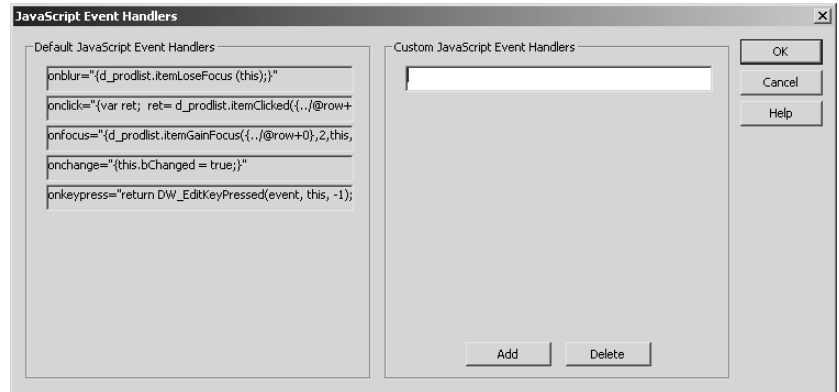 JavaScript Event Handlers
Default JavaScript Event Handlers
onblur="{d_prodlist.itemLoseFocus (this);}"
onclick="{var ret; ret= d_prodlist.itemClicked({../@row+
onfocus="{d_prodlist.itemGainFocus({../@row+0},2,this,
onchange="{this.bChanged = true;}"
onkeypress="return DW_EditKeyPressed(event, this, -1);
Custom JavaScript Event Handlers
Add
Delete
OK
Cancel
Help